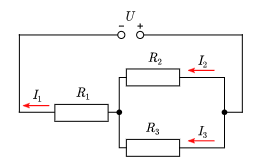 U
- +
R₂ I₂
I₁ R₁
R₃ I₃